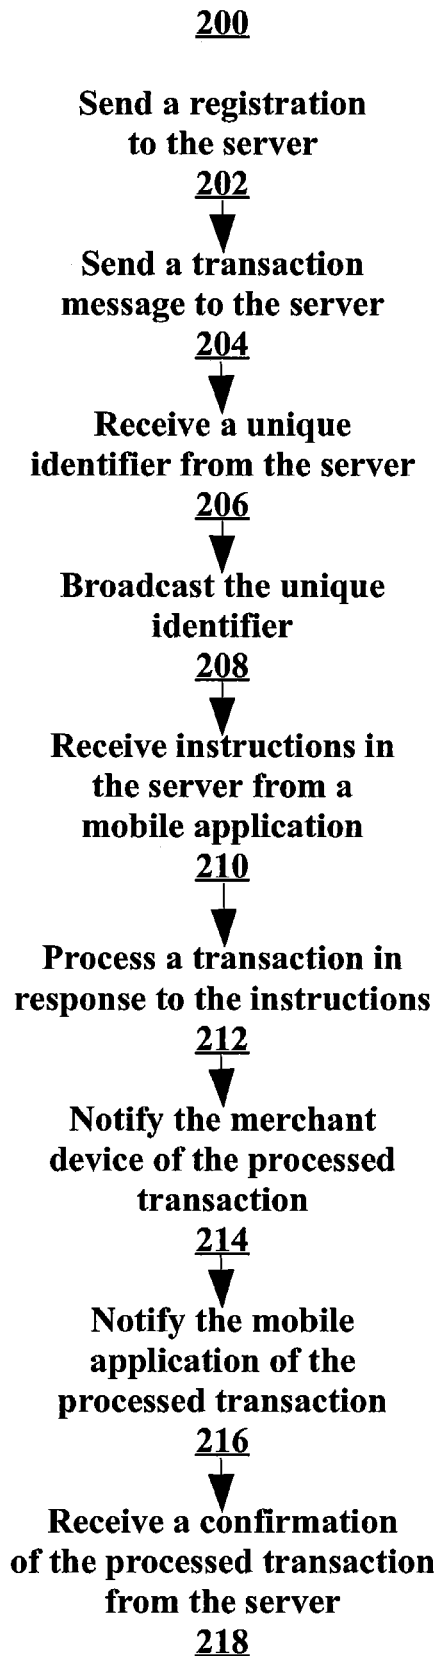 200
Send a registration
to the server
202
Send a transaction
message to the server
204
Receive a unique
identifier from the server
206
Broadcast the unique
identifier
208
Receive instructions in
the server from a
mobile application
210
Process a transaction in
response to the instructions
212
Notify the merchant
device of the processed
transaction
214
Notify the mobile
application of the
processed transaction
216
Receive a confirmation
of the processed transaction
from the server
218